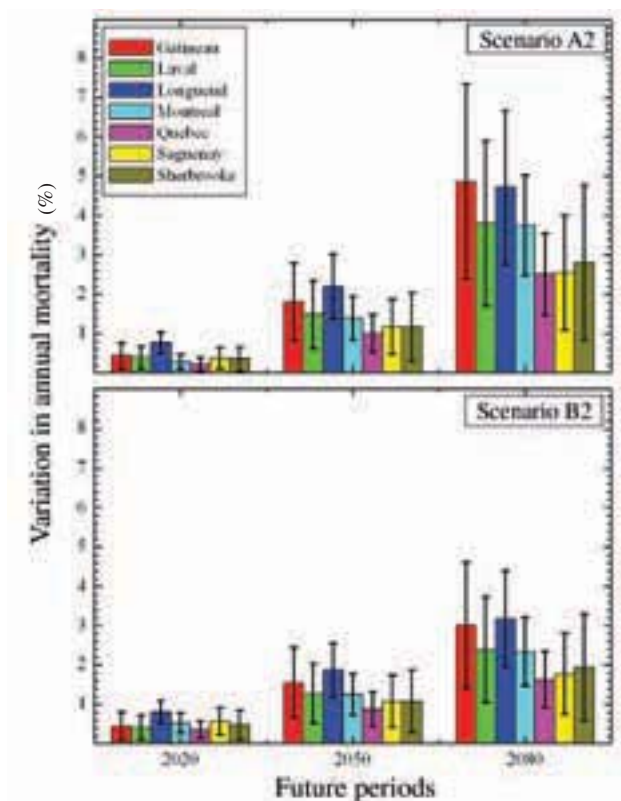 Scenario A2
Gatineau
Laval
Longueuil
Montreal
Quebec
Saguenay
Sherbrooke
8
7
6
5
4
3
2
1
Scenario B2
8
7
6
5
4
3
2
1
Variation in annual mortality (%)
2020
2050
2080
Future periods